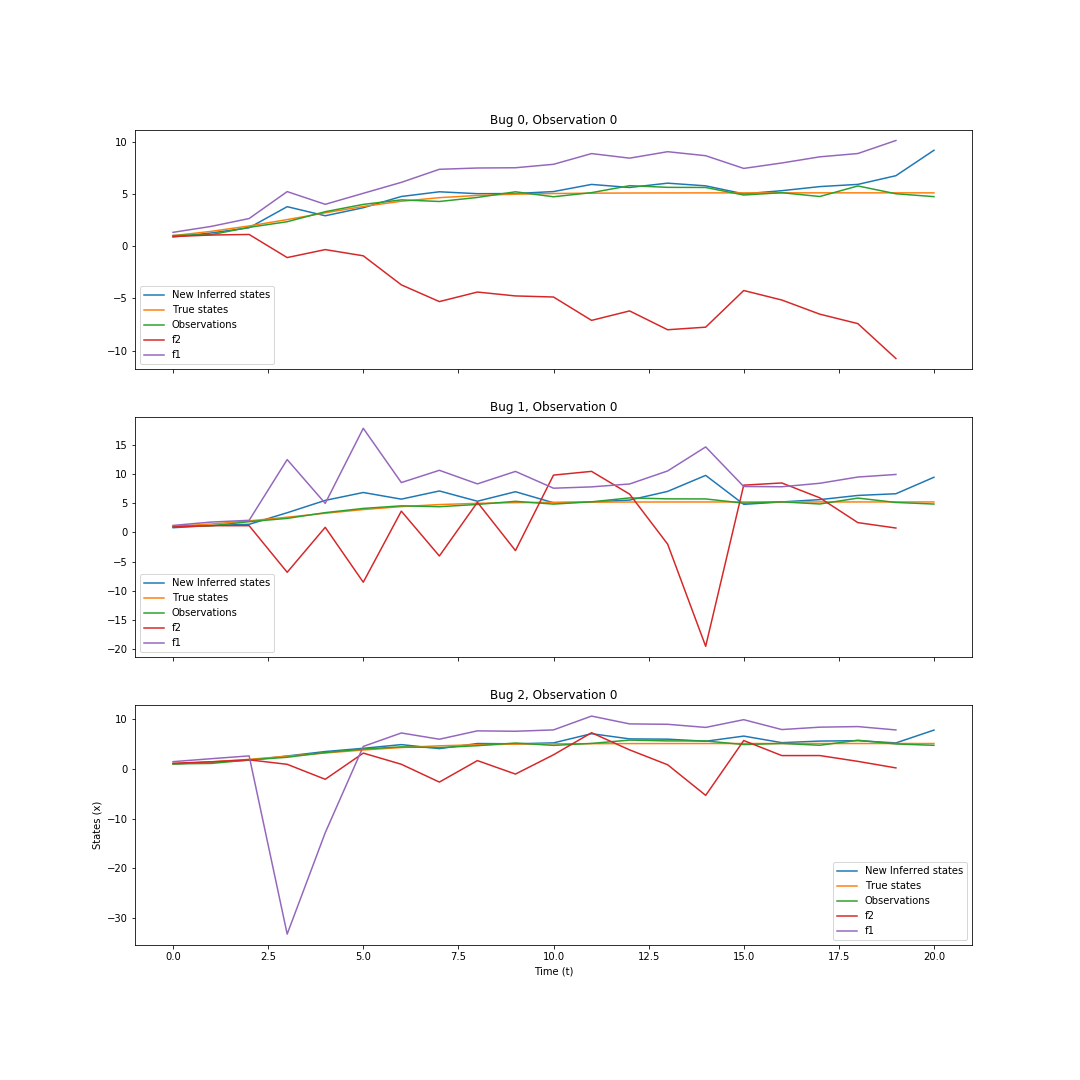 Bug 0, Observation 0
10
5
0
−5
−10
New Inferred states
True states
Observations
f2
f1
Bug 1, Observation 0
15
10
5
0
−5
−10
−15
−20
New Inferred states
True states
Observations
f2
f1
Bug 2, Observation 0
10
0
−10
−20
−30
States (x)
New Inferred states
True states
Observations
f2
f1
0.0 2.5 5.0 7.5 10.0 12.5 15.0 17.5 20.0
Time (t)